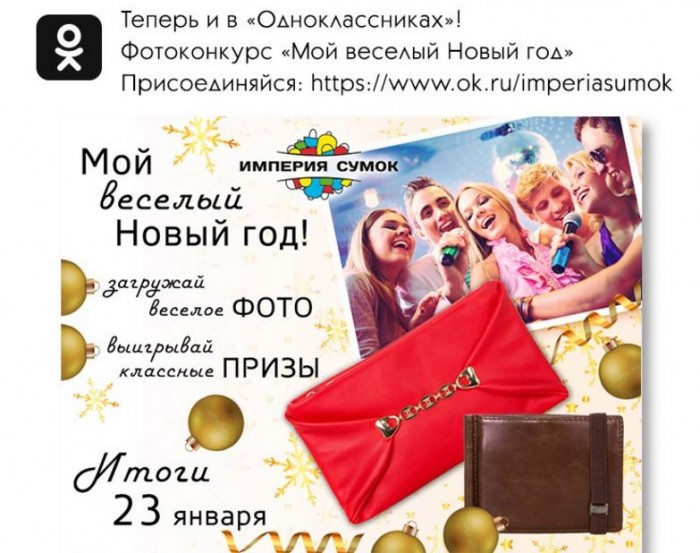 Теперь и в «Одноклассниках»!
Фотоконкурс «Мой веселый Новый год»
Присоединяйся: https://www.ok.ru/imperiasumok
ИМПЕРИЯ СУМОК
Мой
веселый
Новый год!
загружай
веселое ФОТО
выигрывай
классные ПРИЗЫ
Итоги
23 января